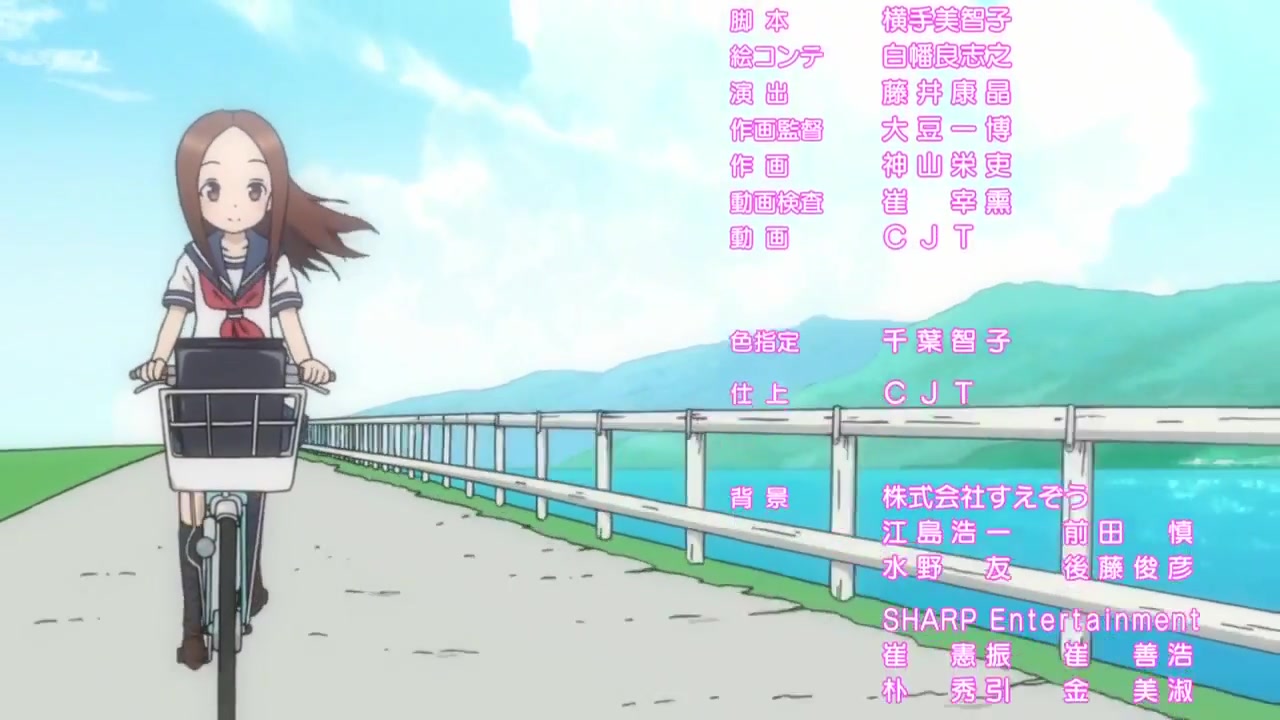 脚本 横手美智子
絵コンテ 白幡良志之
演出 藤井康晶
作画監督 大豆一博
作画 神山栄吏
動画検査 崔 宰熏
動画 CJT
色指定 千葉智子
仕上 CJT
背景 株式会社すえぞう
江島浩一 前田 慎
水野 友 後藤俊彦
SHARP Entertainment
崔 憲振 崔 善浩
朴 秀引 金 美淑